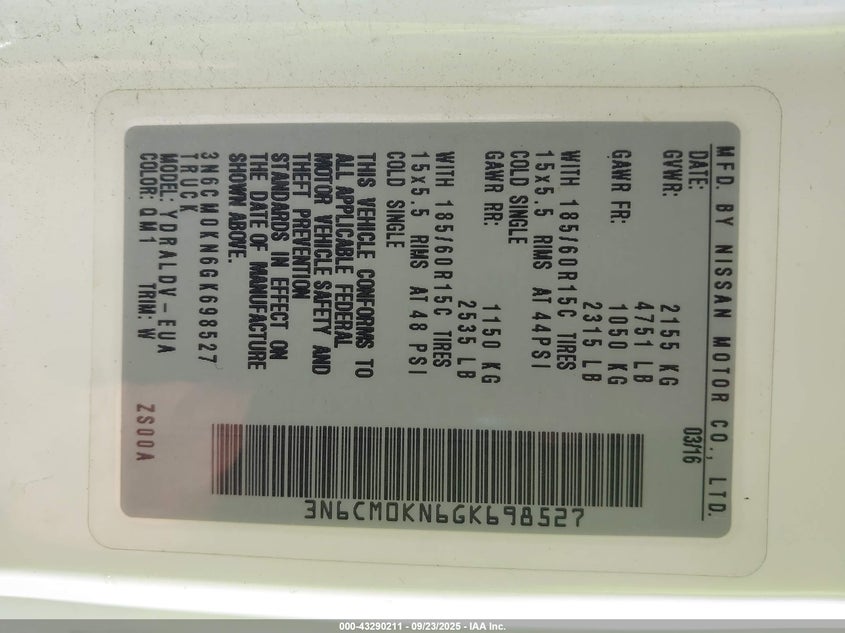 MFD. BY NISSAN MOTOR CO., LTD.
DATE: 03/16
GVWR: 2155 KG
4751 LB
GAWR FR: 1050 KG
2315 LB
WITH 185/60R15C TIRES
15x5.5 RIMS AT 44PSI
COLD SINGLE
GAWR RR: 1150 KG
2535 LB
WITH 185/60R15C TIRES
15x5.5 RIMS AT 48 PSI
COLD SINGLE
THIS VEHICLE CONFORMS TO
ALL APPLICABLE FEDERAL
MOTOR VEHICLE SAFETY AND
THEFT PREVENTION
STANDARDS IN EFFECT ON
THE DATE OF MANUFACTURE
SHOWN ABOVE.
3N6CM0KN6GK698527
TRUCK
MODEL: YDRALDV-EUA
COLOR: QM1 TRIM: W
ZS00A
3N6CM0KN6GK698527
000-43290211 - 09/23/2025 - IAA Inc.